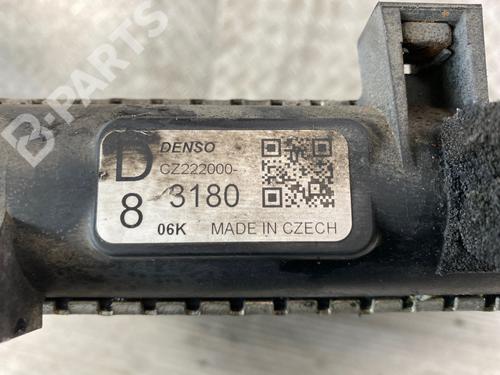 B-PARTS
D DENSO
CZ222000-
8 3180
06K MADE IN CZECH